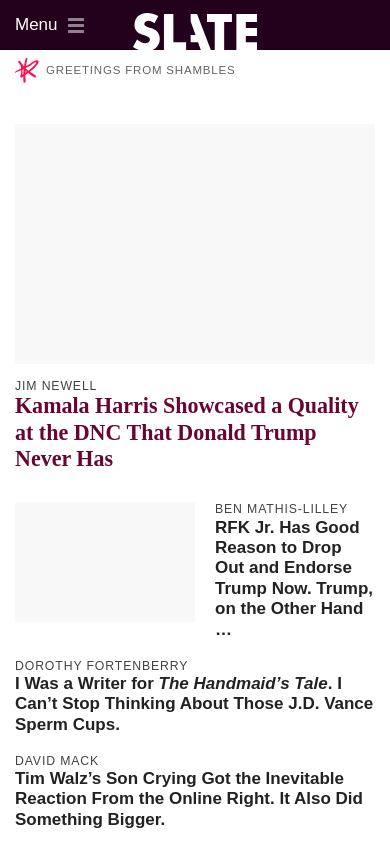 Menu
SLATE
GREETINGS FROM SHAMBLES
JIM NEWELL
Kamala Harris Showcased a Quality
at the DNC That Donald Trump
Never Has
BEN MATHIS-LILLEY
RFK Jr. Has Good
Reason to Drop
Out and Endorse
Trump Now. Trump,
on the Other Hand
…
DOROTHY FORTENBERRY
I Was a Writer for The Handmaid’s Tale. I
Can’t Stop Thinking About Those J.D. Vance
Sperm Cups.
DAVID MACK
Tim Walz’s Son Crying Got the Inevitable
Reaction From the Online Right. It Also Did
Something Bigger.